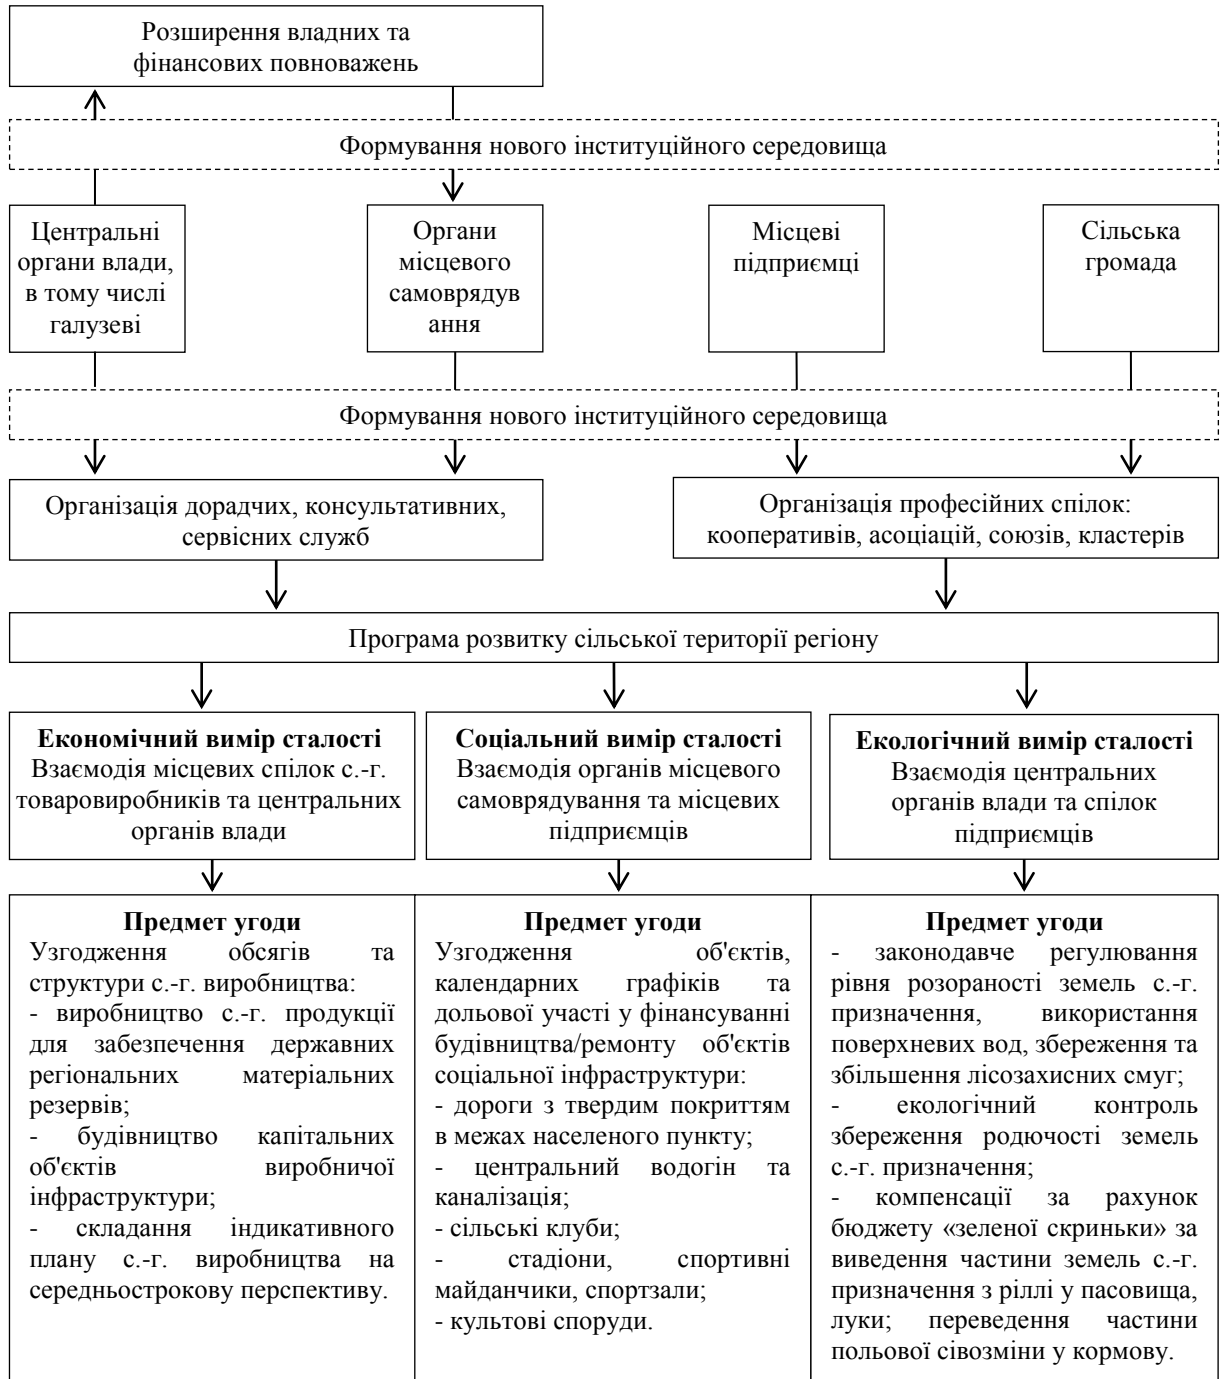 Розширення владних та
фінансових повноважень
Формування нового інституційного середовища
Центральні
органи влади,
в тому числі
галузеві
Органи
місцевого
самоврядув
ання
Місцеві
підприємці
Сільська
громада
Формування нового інституційного середовища
Організація дорадчих, консультативних,
сервісних служб
Організація професійних спілок:
кооперативів, асоціацій, союзів, кластерів
Програма розвитку сільської території регіону
Економічний вимір сталості
Взаємодія місцевих спілок с.-г.
товаровиробників та центральних
органів влади
Соціальний вимір сталості
Взаємодія органів місцевого
самоврядування та місцевих
підприємців
Екологічний вимір сталості
Взаємодія центральних
органів влади та спілок
підприємців
Предмет угоди
Узгодження обсягів та
структури с.-г. виробництва:
- виробництво с.-г. продукції
для забезпечення державних
регіональних матеріальних
резервів;
- будівництво капітальних
об'єктів виробничої
інфраструктури;
- складання індикативного
плану с.-г. виробництва на
середньострокову перспективу.
Предмет угоди
Узгодження об'єктів,
календарних графіків та
дольової участі у фінансуванні
будівництва/ремонту об'єктів
соціальної інфраструктури:
- дороги з твердим покриттям
в межах населеного пункту;
- центральний водогін та
каналізація;
- сільські клуби;
- стадіони, спортивні
майданчики, спортзали;
- культові споруди.
Предмет угоди
- законодавче регулювання
рівня розораності земель с.-г.
призначення, використання
поверхневих вод, збереження та
збільшення лісозахисних смуг;
- екологічний контроль
збереження родючості земель
с.-г. призначення;
- компенсації за рахунок
бюджету «зеленої скриньки» за
виведення частини земель с.-г.
призначення з ріллі у пасовища,
луки; переведення частини
польової сівозміни у кормову.